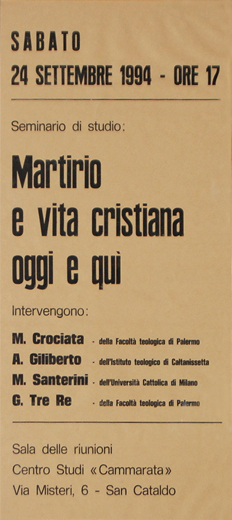 SABATO
24 SETTEMBRE 1994 - ORE 17
Seminario di studio:
Martirio
e vita cristiana
oggi e quì
Intervengono:
M. Crociata - della Facoltà teologica di Palermo
A. Giliberto - dell'Istituto teologico di Caltanissetta
M. Santerini - dell'Università Cattolica di Milano
G. Tre Re - della Facoltà teologica di Palermo
Sala delle riunioni
Centro Studi «Cammarata»
Via Misteri, 6 - San Cataldo